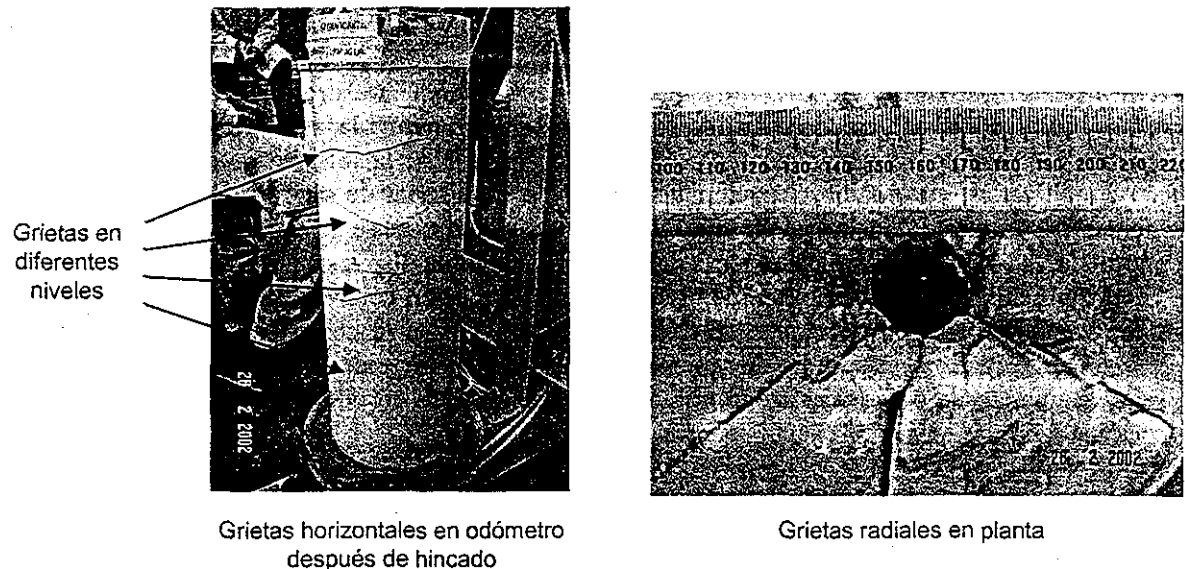 Grietas en
diferentes
niveles
26 2 2002
100 110 120 130 140 150 160 170 180 190 200 210 220
26 2 2002
Grietas horizontales en odómetro
después de hincado
Grietas radiales en planta